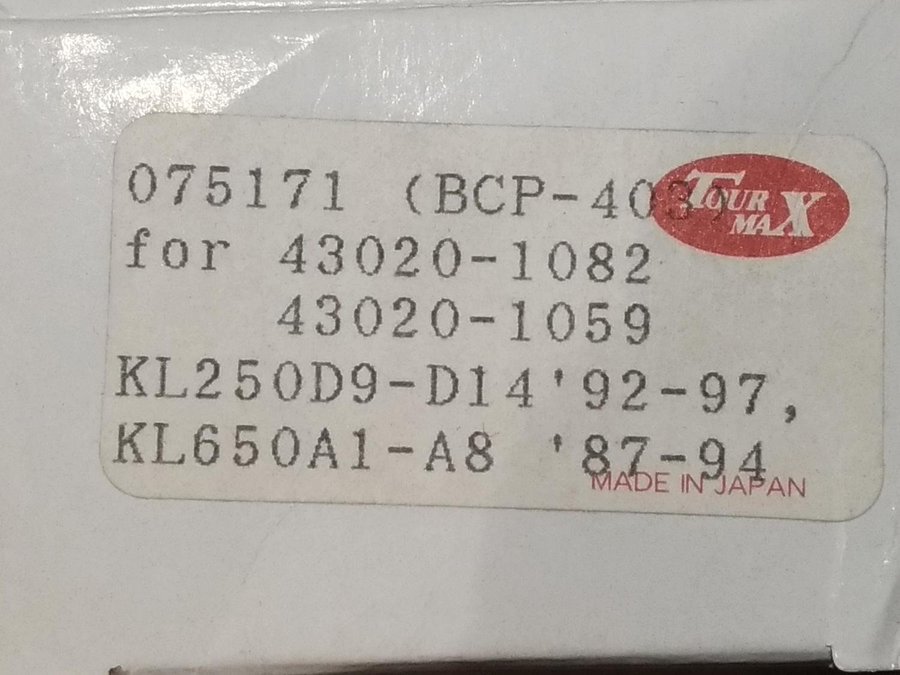 075171 (BCP-403)
TOUR
MAX
for 43020-1082
43020-1059
KL250D9-D14'92-97,
KL650A1-A8 '87-94
MADE IN JAPAN